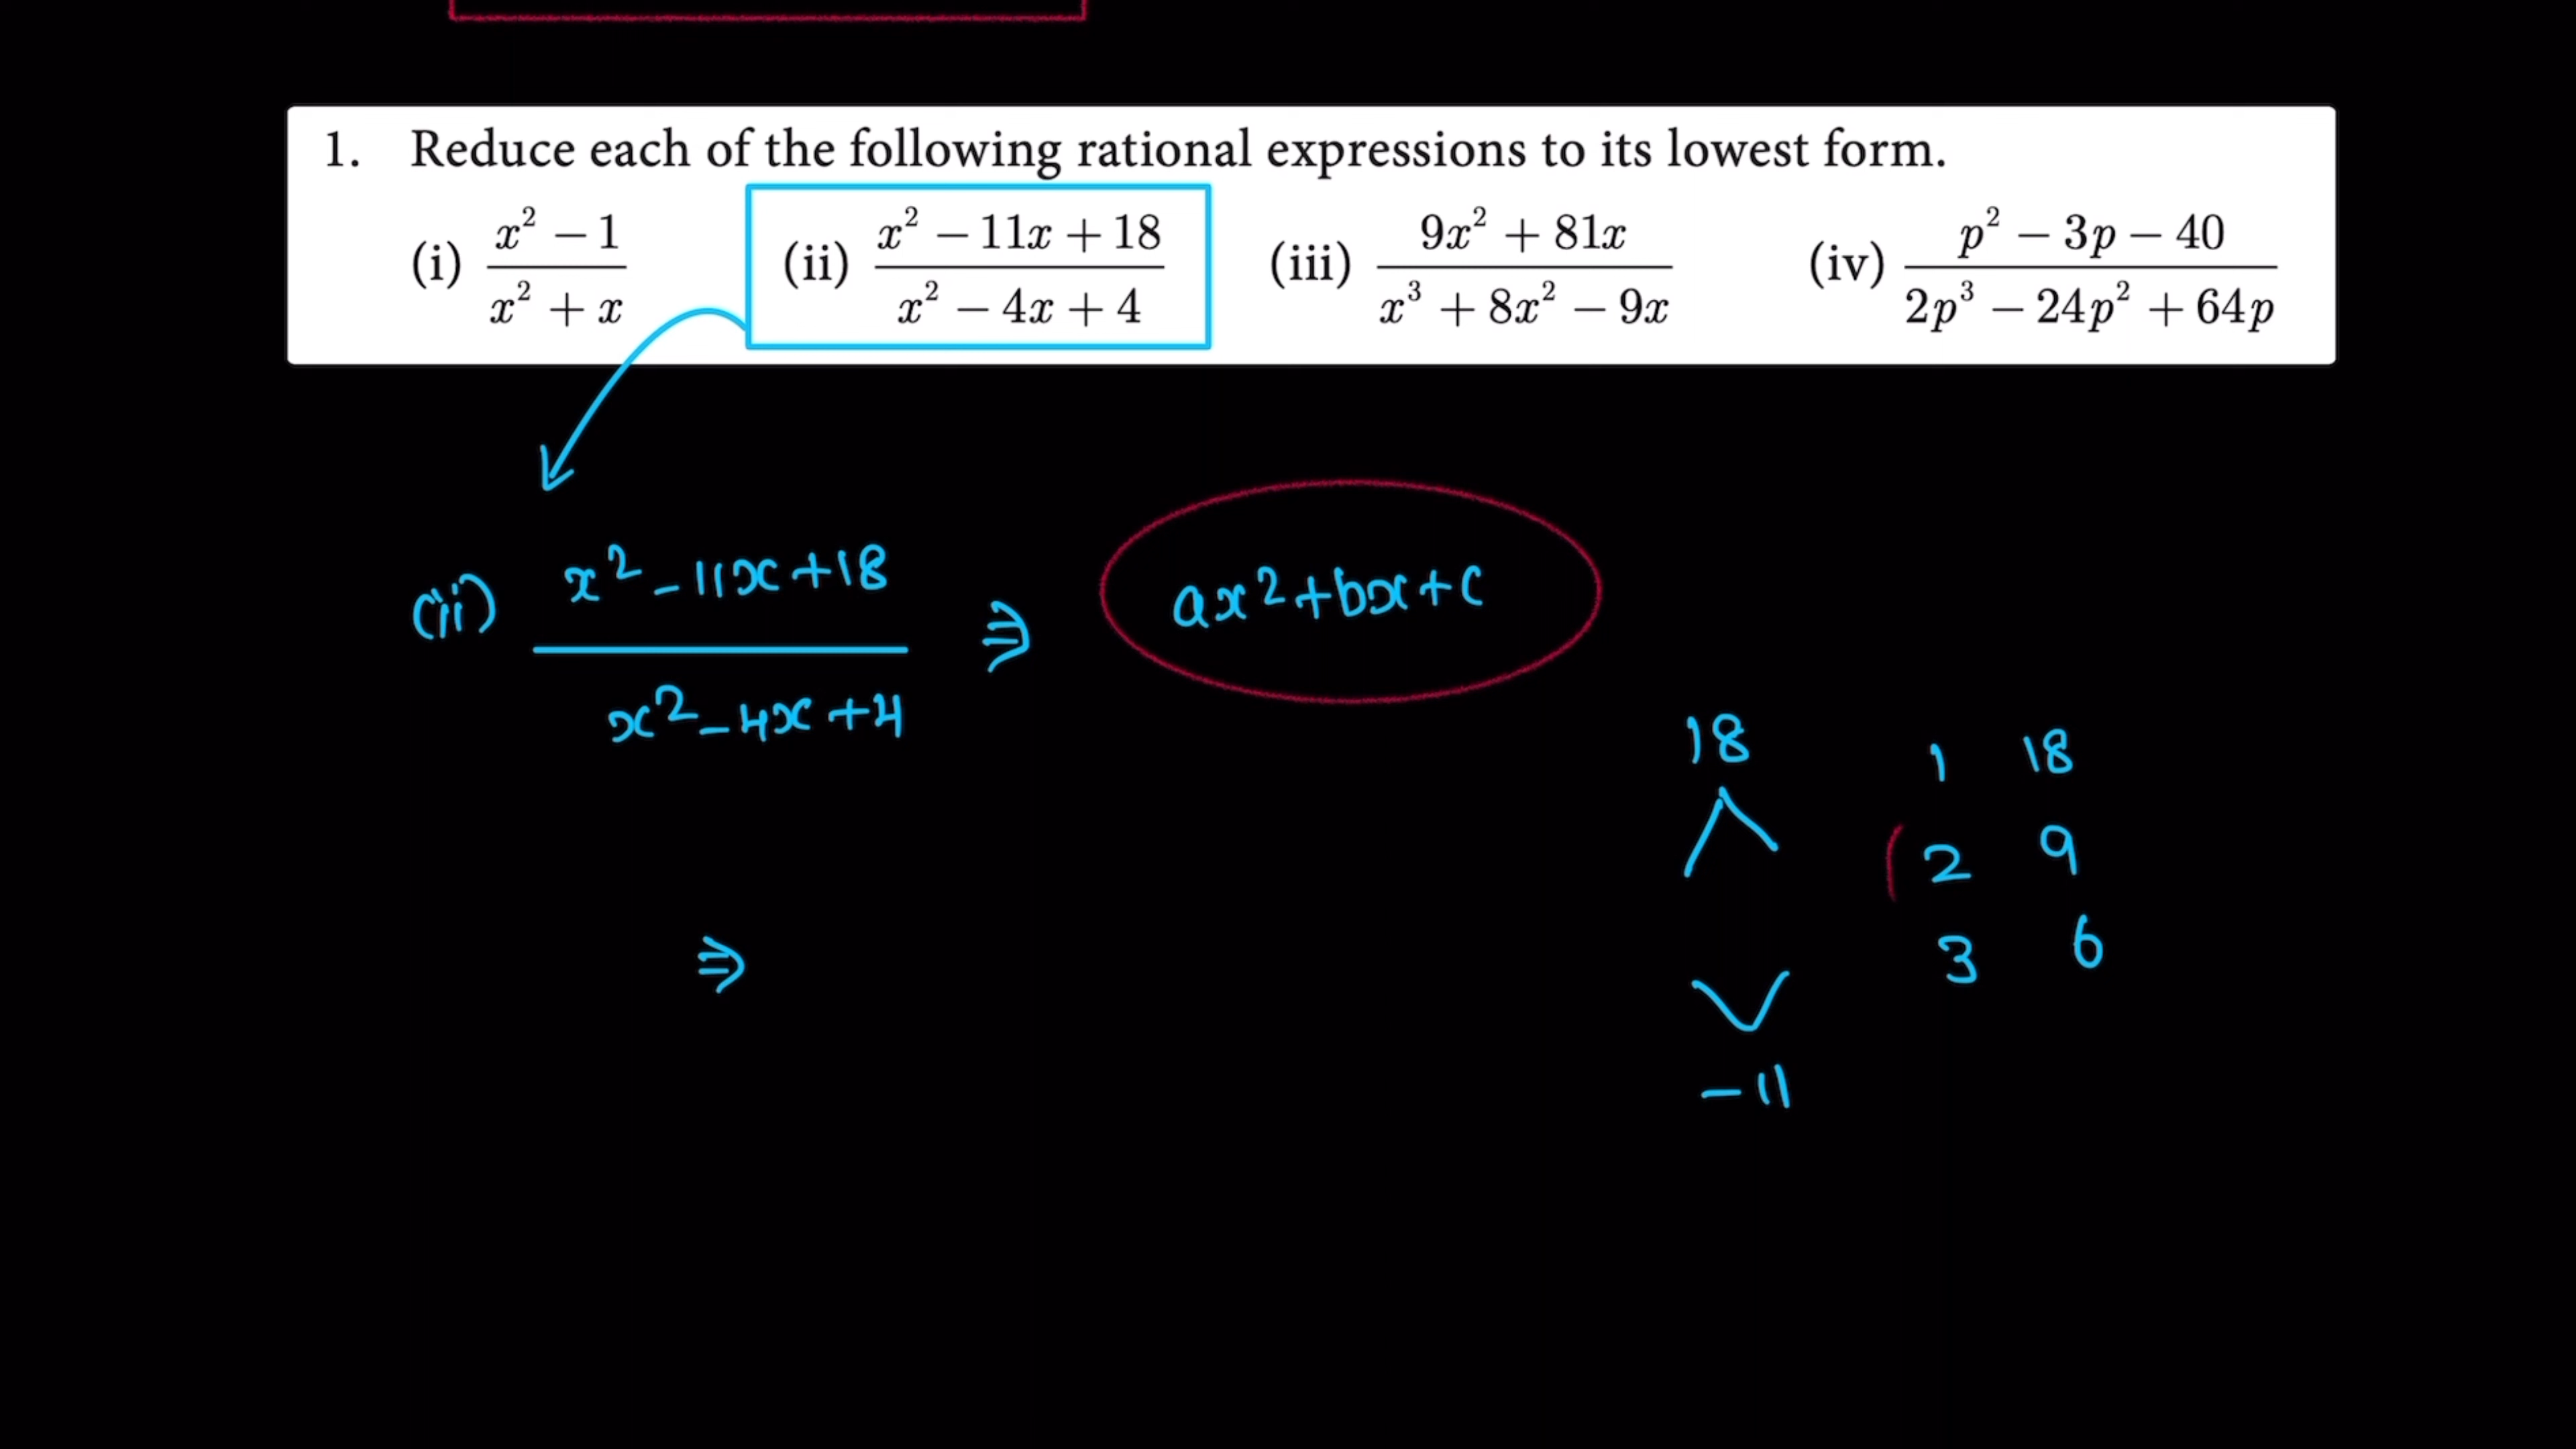 1. Reduce each of the following rational expressions to its lowest form.
(i) x² − 1 / x² + x (ii) x² − 11x + 18 / x² − 4x + 4 (iii) 9x² + 81x / x³ + 8x² − 9x (iv) p² − 3p − 40 / 2p³ − 24p² + 64p
(ii) x² − 11x + 18 / x² − 4x + 4 ⇒ ax² + bx + c
18
1 18
2 9
3 6
⇒
−11